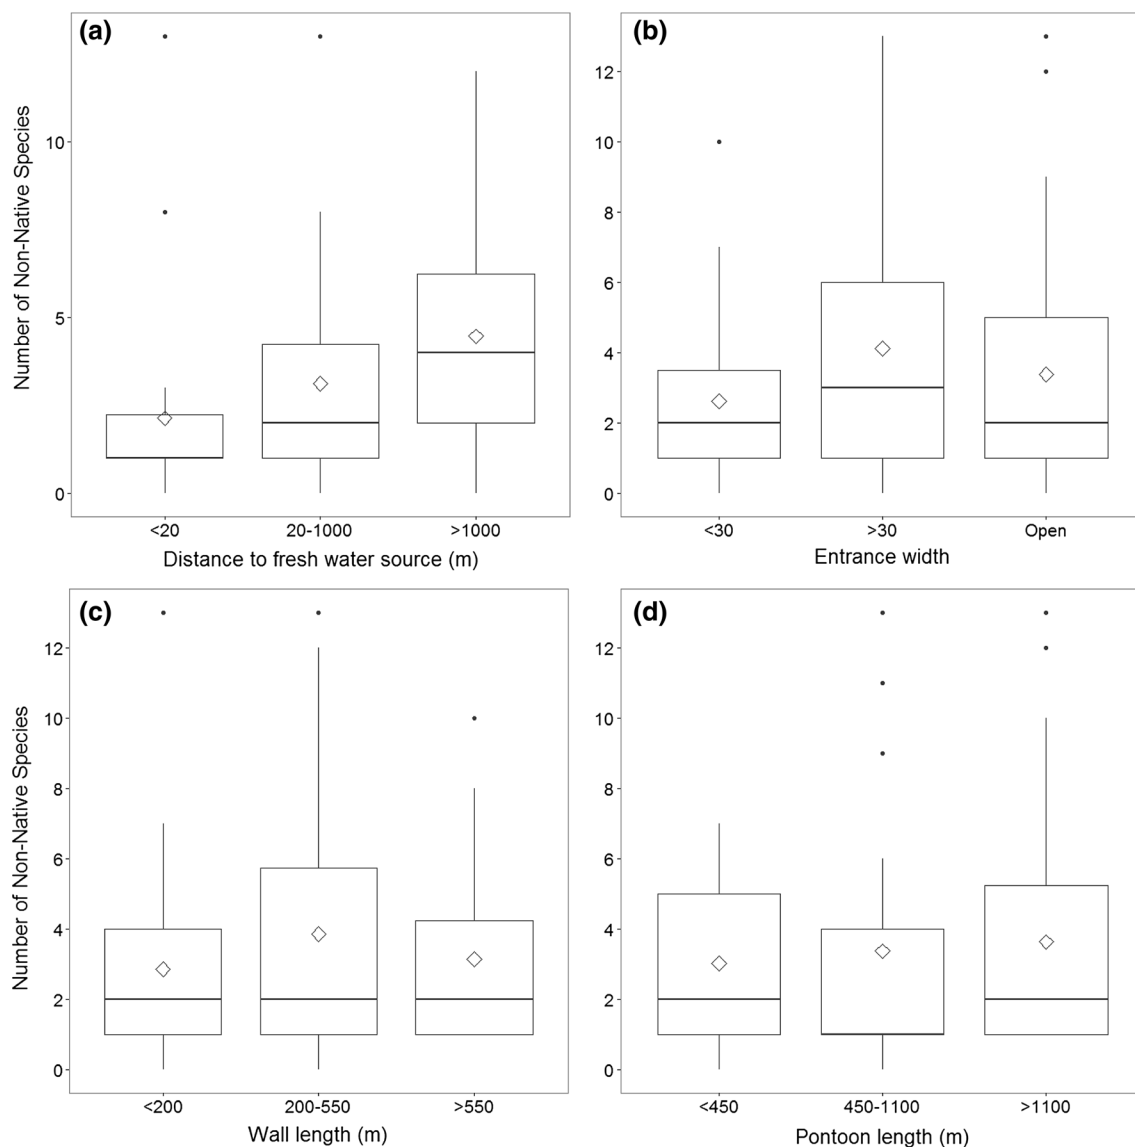 (a)
Number of Non-Native Species
10
5
0
<20 20-1000 >1000
Distance to fresh water source (m)
(b)
12
10
8
6
4
2
0
<30 >30 Open
Entrance width
(c)
Number of Non-Native Species
12
10
8
6
4
2
0
<200 200-550 >550
Wall length (m)
(d)
12
10
8
6
4
2
0
<450 450-1100 >1100
Pontoon length (m)